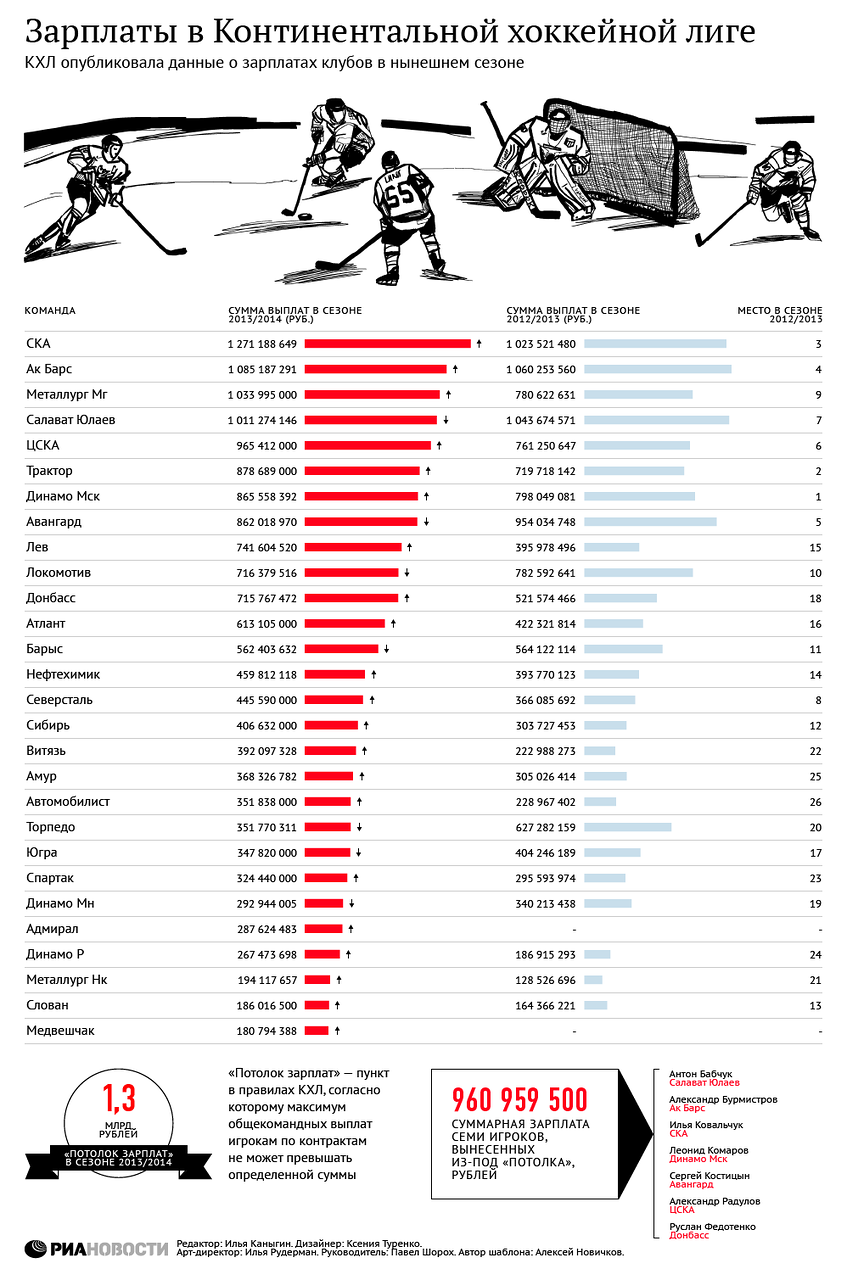 Зарплаты в Континентальной хоккейной лиге
КХЛ опубликовала данные о зарплатах клубов в нынешнем сезоне
55
КОМАНДА
СУММА ВЫПЛАТ В СЕЗОНЕ
2013/2014 (РУБ.)
СУММА ВЫПЛАТ В СЕЗОНЕ
2012/2013 (РУБ.)
МЕСТО В СЕЗОНЕ
2012/2013
СКА 1 271 188 649 1 023 521 480 3
Ак Барс 1 085 187 291 1 060 253 560 4
Металлург Мг 1 033 995 000 780 622 631 9
Салават Юлаев 1 011 274 146 1 043 674 571 7
ЦСКА 965 412 000 761 250 647 6
Трактор 878 689 000 719 718 142 2
Динамо Мск 865 558 392 798 049 081 1
Авангард 862 018 970 954 034 748 5
Лев 741 604 520 395 978 496 15
Локомотив 716 379 516 782 592 641 10
Донбасс 715 767 472 521 574 466 18
Атлант 613 105 000 422 321 814 16
Барыс 562 403 632 564 122 114 11
Нефтехимик 459 812 118 393 770 123 14
Северсталь 445 590 000 366 085 692 8
Сибирь 406 632 000 303 727 453 12
Витязь 392 097 328 222 988 273 22
Амур 368 326 782 305 026 414 25
Автомобилист 351 838 000 228 967 402 26
Торпедо 351 770 311 627 282 159 20
Югра 347 820 000 404 246 189 17
Спартак 324 440 000 295 593 974 23
Динамо Мн 292 944 005 340 213 438 19
Адмирал 287 624 483 - -
Динамо Р 267 473 698 186 915 293 24
Металлург Нк 194 117 657 128 526 696 21
Слован 186 016 500 164 366 221 13
Медвешчак 180 794 388 - -
1,3
МЛРД
РУБЛЕЙ
«ПОТОЛОК ЗАРПЛАТ»
В СЕЗОНЕ 2013/2014
«Потолок зарплат» — пункт
в правилах КХЛ, согласно
которому максимум
общекомандных выплат
игрокам по контрактам
не может превышать
определенной суммы
960 959 500
СУММАРНАЯ ЗАРПЛАТА
СЕМИ ИГРОКОВ,
ВЫНЕСЕННЫХ
ИЗ-ПОД «ПОТОЛКА»,
РУБЛЕЙ
Антон Бабчук
Салават Юлаев
Александр Бурмистров
Ак Барс
Илья Ковальчук
СКА
Леонид Комаров
Динамо Мск
Сергей Костицын
Авангард
Александр Радулов
ЦСКА
Руслан Федотенко
Донбасс
РИАНОВОСТИ
Редактор: Илья Каныгин. Дизайнер: Ксения Туренко.
Арт-директор: Илья Рудерман. Руководитель: Павел Шорох. Автор шаблона: Алексей Новичков.